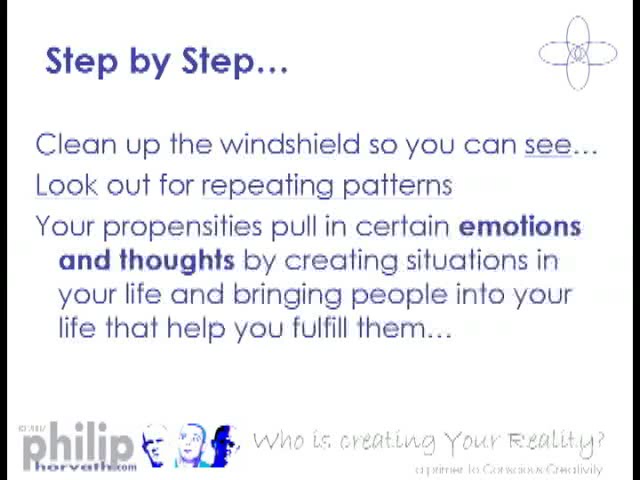 Step by Step...
Clean up the windshield so you can see...
Look out for repeating patterns
Your propensities pull in certain emotions
and thoughts by creating situations in
your life and bringing people into your
life that help you fulfill them...
philip
horvath.com
Who is creating Your Reality?
a primer to Conscious Creativity